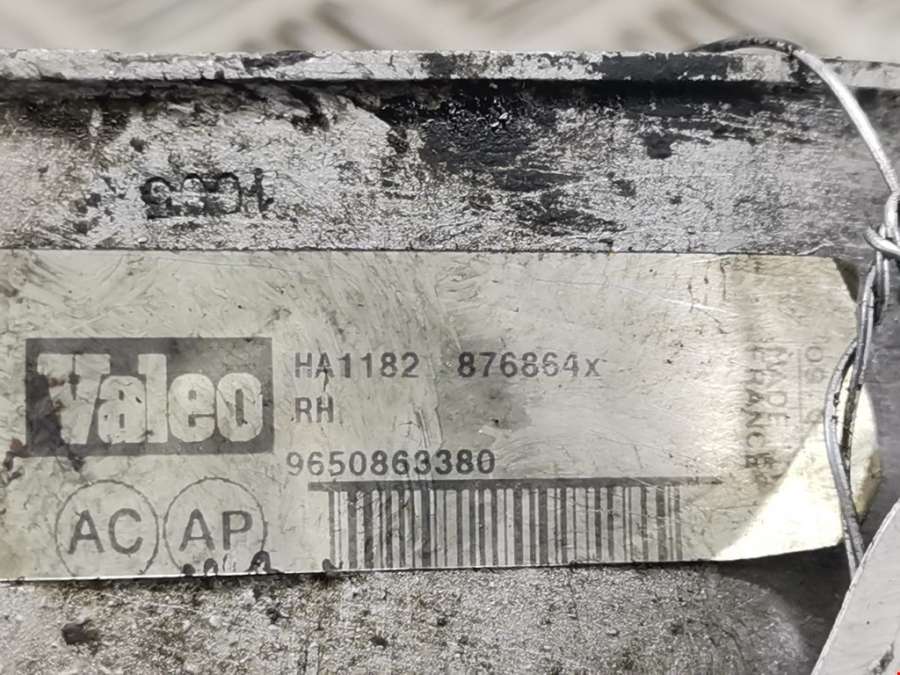 Valeo
HA1182 876864x
RH
9650863380
AC AP
MADE IN
FRANCE